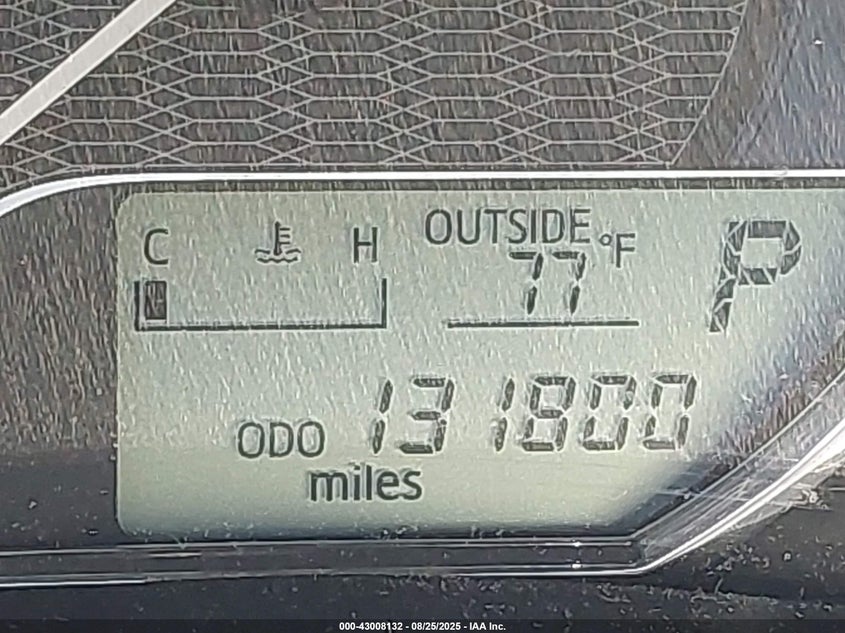 C H OUTSIDE °F P
77
ODO 131800
miles
000-43008132 - 08/25/2025 - IAA Inc.